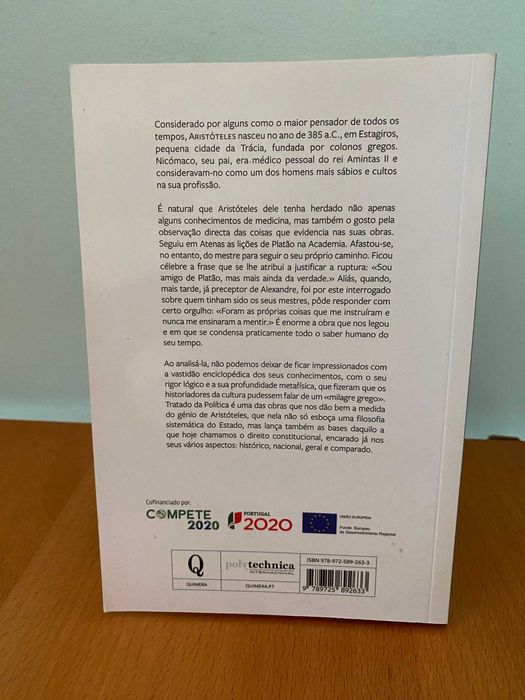 Considerado por alguns como o maior pensador de todos os
tempos, ARISTÓTELES nasceu no ano de 385 a.C., em Estagiros,
pequena cidade da Trácia, fundada por colonos gregos.
Nicómaco, seu pai, era médico pessoal do rei Amintas II e
consideravam-no como um dos homens mais sábios e cultos
na sua profissão.
É natural que Aristóteles dele tenha herdado não apenas
alguns conhecimentos de medicina, mas também o gosto pela
observação directa das coisas que evidencia nas suas obras.
Seguiu em Atenas as lições de Platão na Academia. Afastou-se,
no entanto, do mestre para seguir o seu próprio caminho. Ficou
célebre a frase que se lhe atribui a justificar a ruptura: «Sou
amigo de Platão, mas mais ainda da verdade.» Aliás, quando,
mais tarde, já preceptor de Alexandre, foi por este interrogado
sobre quem tinham sido os seus mestres, pôde responder com
certo orgulho: «Foram as próprias coisas que me instruíram e
nunca me ensinaram a mentir.» É enorme a obra que nos legou
e em que se condensa praticamente todo o saber humano do
seu tempo.
Ao analisá-la, não podemos deixar de ficar impressionados com
a vastidão enciclopédica dos seus conhecimentos, com o seu
rigor lógico e a sua profundidade metafísica, que fizeram que os
historiadores da cultura pudessem falar de um «milagre grego».
Tratado da Política é uma das obras que nos dão bem a medida
do génio de Aristóteles, que nela não só esboça uma filosofia
sistemática do Estado, mas lança também as bases daquilo a
que hoje chamamos o direito constitucional, encarado já nos
seus vários aspectos: histórico, nacional, geral e comparado.
Cofinanciado por:
COMPETE
2020
PORTUGAL
2020
UNIÃO EUROPEIA
Fundo Europeu
de Desenvolvimento Regional
Q
QUIMERA
polytechnica
INTERNACIONAL
QUIMERA.PT
ISBN 978-972-589-263-3
9 789725 892633